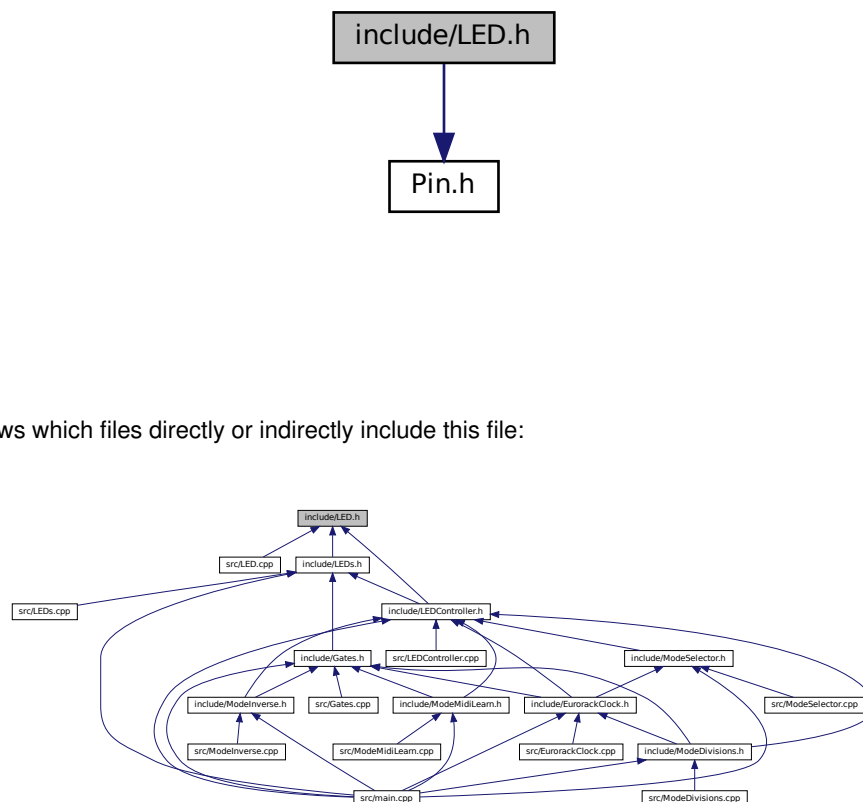 include/LED.h
Pin.h
ws which files directly or indirectly include this file:
include/LED.h
src/LED.cpp
include/LEDs.h
src/LEDs.cpp
include/LEDController.h
include/Gates.h
src/LEDController.cpp
include/ModeSelector.h
include/ModeInverse.h
src/Gates.cpp
include/ModeMidiLearn.h
include/EurorackClock.h
src/ModeSelector.cpp
src/ModeInverse.cpp
src/ModeMidiLearn.cpp
src/EurorackClock.cpp
include/ModeDivisions.h
src/main.cpp
src/ModeDivisions.cpp